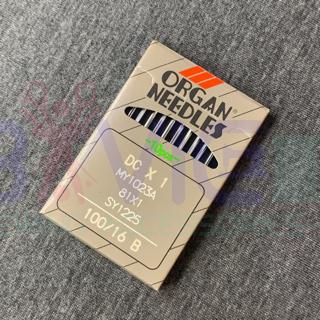 ORGAN®
NEEDLES
DC X 1
MY1023A
81X1
SY1225
100/16 B